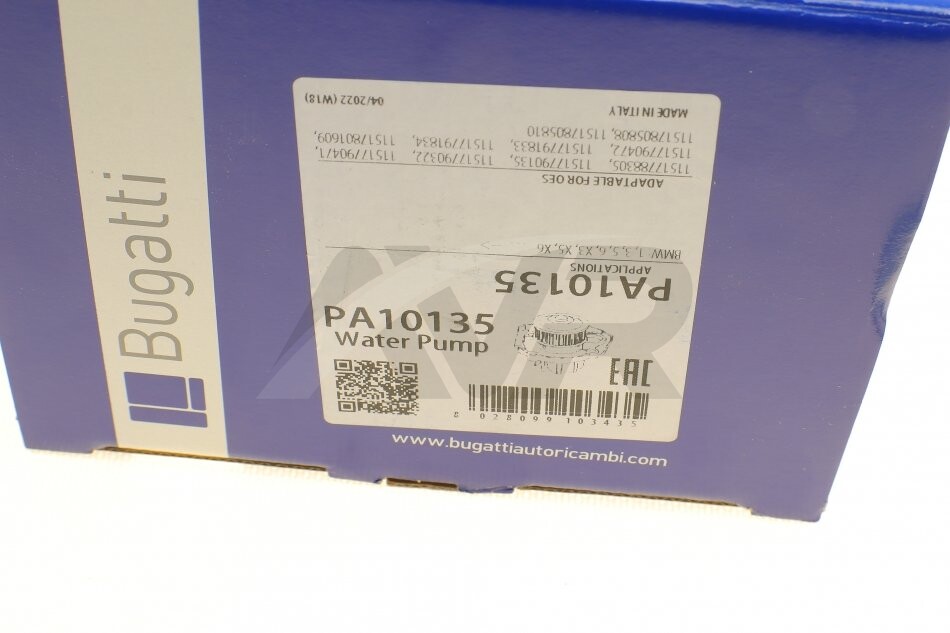 Bugatti
PA10135
Water Pump
EAC
8 028099 103435
www.bugattiautoricambi.com
PA10135
APPLICATIONS
BMW 1, 3, 5, 6, X3, X5, X6
ADAPTABLE FOR OES
11517788305, 11517790135, 11517790322, 11517790471,
11517790472, 11517791833, 11517791834, 11517801609,
11517805808, 11517805810
MADE IN ITALY 04/2022 (W18)
AVR